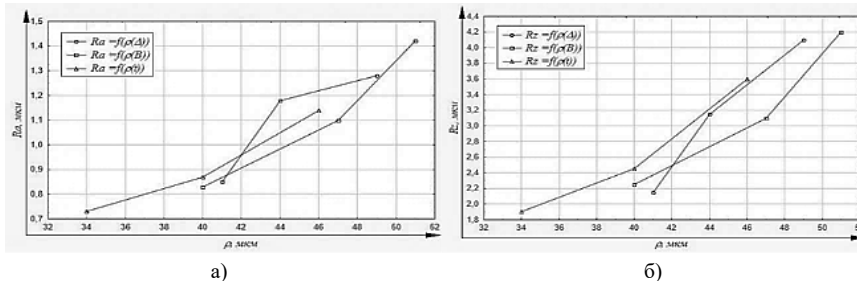 1,5
1,4
1,3
1,2
1,1
1,0
0,9
0,8
0,7
Ra, мкм
Ra =f(ρ(Δ))
Ra =f(ρ(B))
Ra =f(ρ(t))
32 34 36 38 40 42 44 46 48 50 52 62
ρ, мкм
а)
4,4
4,2
4,0
3,8
3,6
3,4
3,2
3,0
2,8
2,6
2,4
2,2
2,0
1,8
Rz, мкм
Rz =f(ρ(Δ))
Rz =f(ρ(B))
Rz =f(ρ(t))
32 34 36 38 40 42 44 46 48 50 52
ρ, мкм
б)